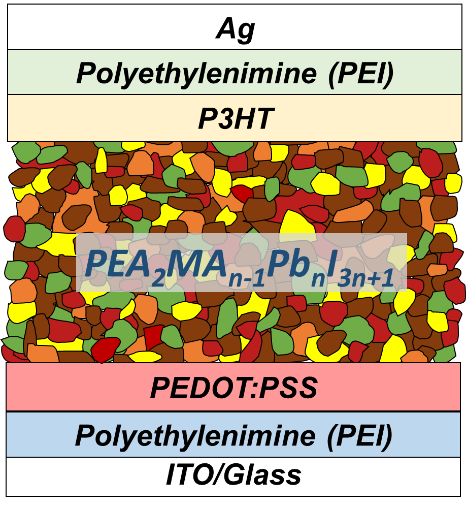 Ag
Polyethylenimine (PEI)
P3HT
PEA₂MAₙ₋₁PbₙI₃ₙ₊₁
PEDOT:PSS
Polyethylenimine (PEI)
ITO/Glass